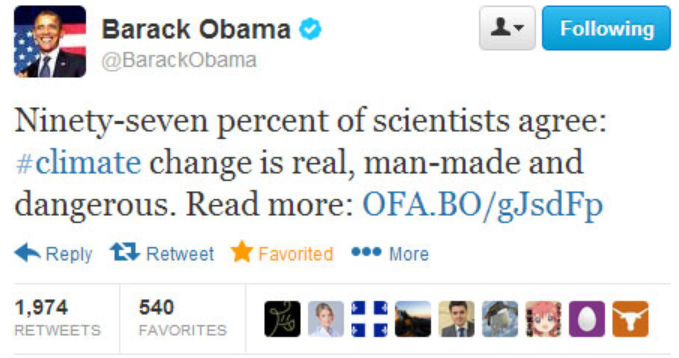 Barack Obama
@BarackObama
Following
Ninety-seven percent of scientists agree:
#climate change is real, man-made and
dangerous. Read more: OFA.BO/gJsdFp
Reply Retweet Favorited More
1,974 540
RETWEETS FAVORITES